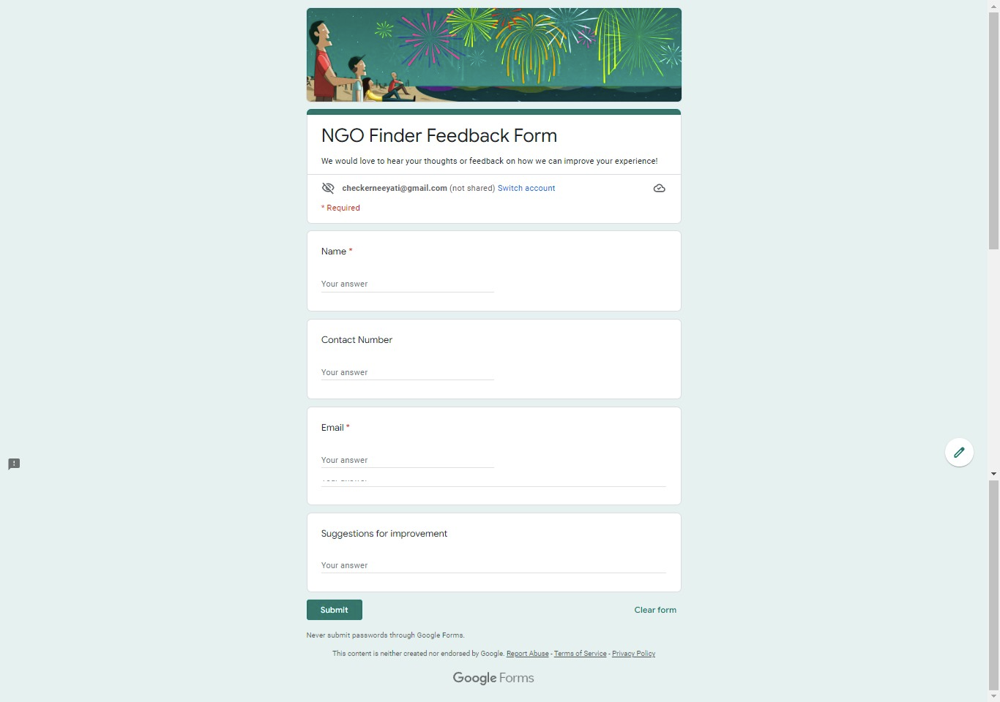 NGO Finder Feedback Form
We would love to hear your thoughts or feedback on how we can improve your experience!
checkerneeyati@gmail.com (not shared) Switch account
* Required
Name *
Your answer
Contact Number
Your answer
Email *
Your answer
Suggestions for improvement
Your answer
Submit
Clear form
Never submit passwords through Google Forms.
This content is neither created nor endorsed by Google. Report Abuse - Terms of Service - Privacy Policy
Google Forms